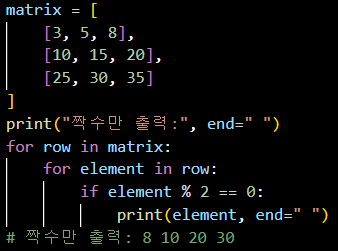 matrix = [
    [3, 5, 8],
    [10, 15, 20],
    [25, 30, 35]
]
print("짝수만 출력:", end=" ")
for row in matrix:
    for element in row:
        if element % 2 == 0:
            print(element, end=" ")
# 짝수만 출력: 8 10 20 30